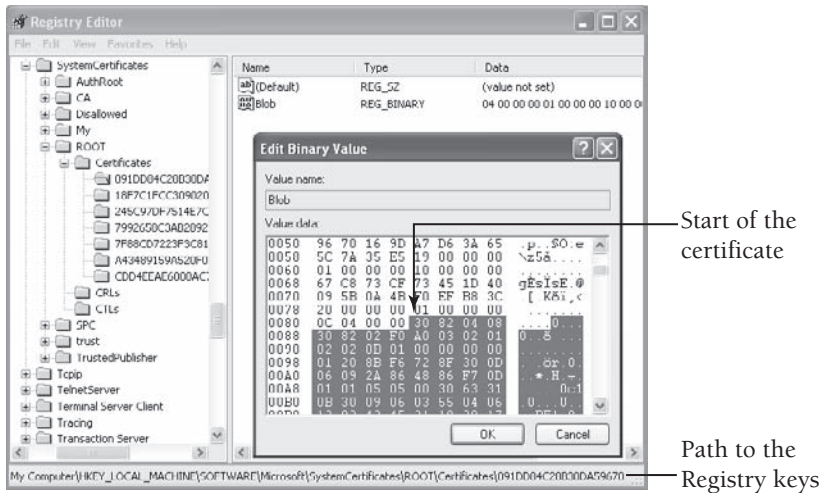 Registry Editor
File Edit View Favorites Help
SystemCertificates
AuthRoot
CA
Disallowed
My
ROOT
Certificates
091DD04C20B30DA
245C97DF7514E7C
7992650C3AB2092
7F88CD7223F3C81
CDD4EEAE6000AC
CRLs
CTLs
SPC
trust
TrustedPublisher
Tcpip
TelnetServer
Terminal Server Client
Tracing
Transaction Server
Name Type Data
(Default) REG_SZ (value not set)
Blob REG_BINARY 04 00 00 00 01 00 00 00 10 00 0
Edit Binary Value
Value name:
Blob
Value data:
0050 96 70 16 9D A7 D6 3A 65
0058 5C 7A 35 E5 19 00 00 00
0060 01 00 00 00 10 00 00 00
0068 67 C8 73 CF 73 45 1D 40
0070 09 5B 0A 4B F0 EF B8 3C
0078 20 00 00 00 01 00 00 00
0080 0C 04 00 00 30 82 04 08
0088 30 82 02 F0 A0 03 02 01
0090 02 02 0D 01 00 00 00 00
0098 01 20 8B F6 72 8F 30 0D
00A0 06 09 2A 86 48 86 F7 0D
00A8 01 01 05 05 00 30 63 31
00B0 0B 30 09 06 03 55 04 06
OK Cancel
Start of the
certificate
My Computer\HKEY_LOCAL_MACHINE\SOFTWARE\Microsoft\SystemCertificates\ROOT\Certificates\091DD04C20B30DA59670
Path to the
Registry keys